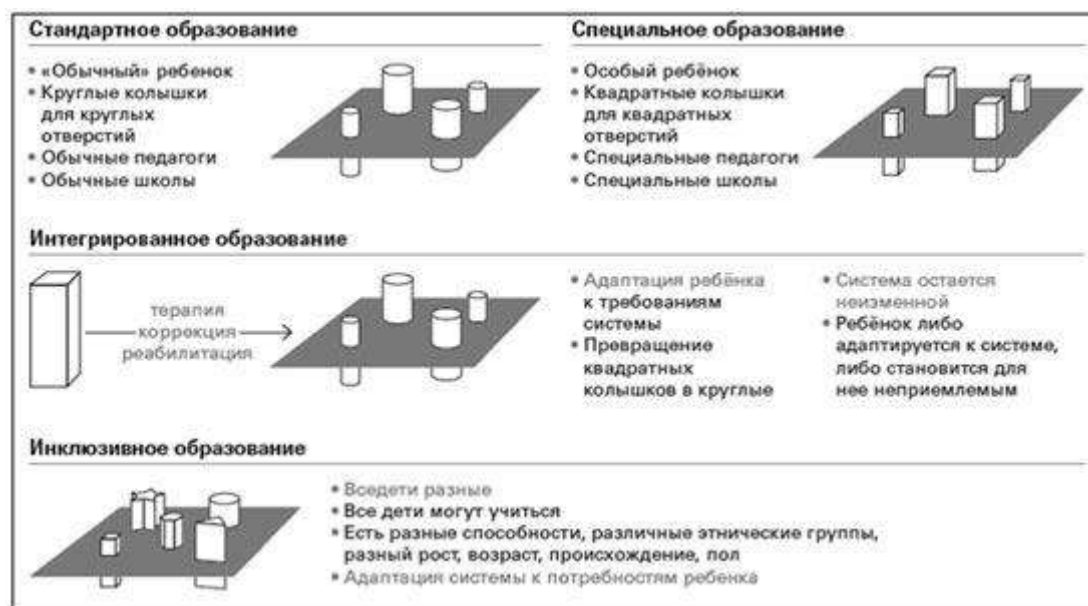 Стандартное образование
• «Обычный» ребенок
• Круглые колышки
для круглых
отверстий
• Обычные педагоги
• Обычные школы
Специальное образование
• Особый ребёнок
• Квадратные колышки
для квадратных
отверстий
• Специальные педагоги
• Специальные школы
Интегрированное образование
терапия
коррекция
реабилитация
• Адаптация ребёнка
к требованиям
системы
• Превращение
квадратных
колышков в круглые
• Система остается
неизменной
• Ребёнок либо
адаптируется к системе,
либо становится для
нее неприемлемым
Инклюзивное образование
• Вседети разные
• Все дети могут учиться
• Есть разные способности, различные этнические группы,
разный рост, возраст, происхождение, пол
• Адаптация системы к потребностям ребенка